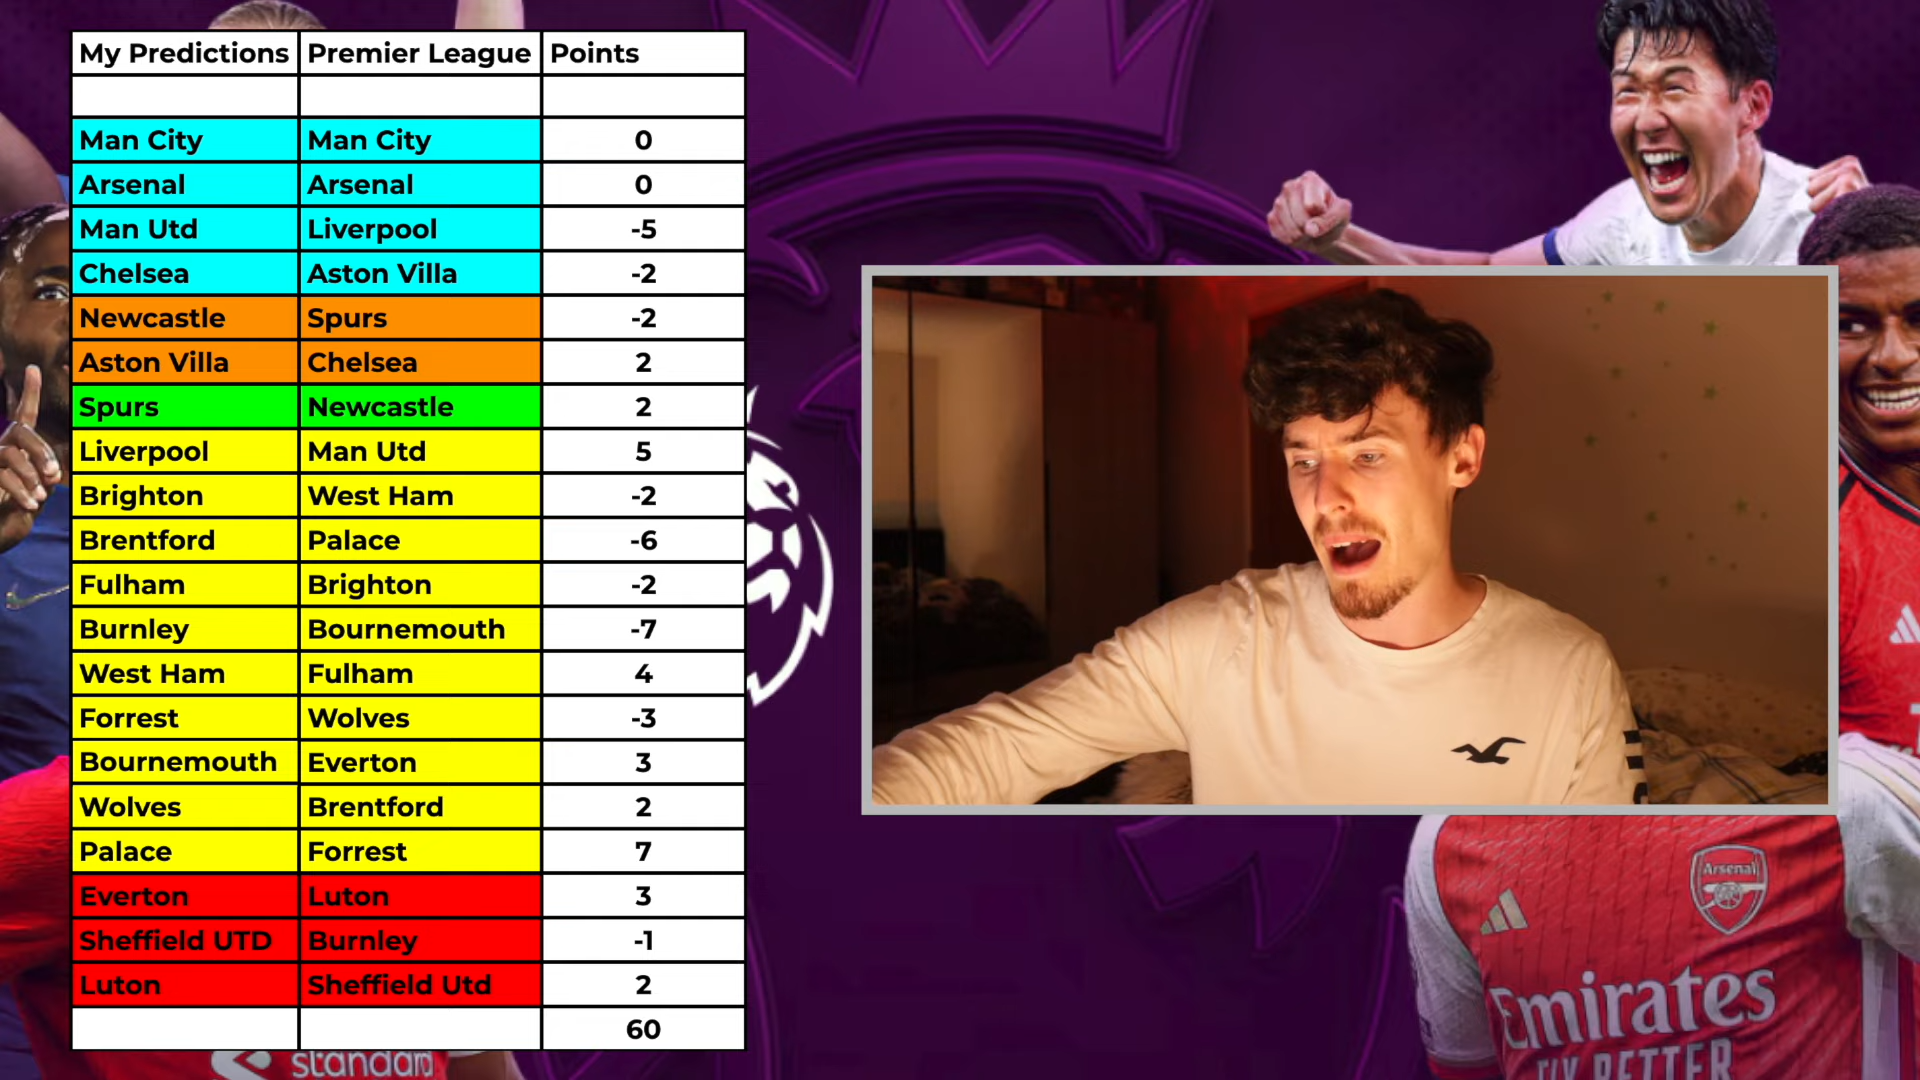 My Predictions Premier League Points
Man City Man City 0
Arsenal Arsenal 0
Man Utd Liverpool -5
Chelsea Aston Villa -2
Newcastle Spurs -2
Aston Villa Chelsea 2
Spurs Newcastle 2
Liverpool Man Utd 5
Brighton West Ham -2
Brentford Palace -6
Fulham Brighton -2
Burnley Bournemouth -7
West Ham Fulham 4
Forrest Wolves -3
Bournemouth Everton 3
Wolves Brentford 2
Palace Forrest 7
Everton Luton 3
Sheffield UTD Burnley -1
Luton Sheffield Utd 2
60
standard
Arsenal
Emirates
FLY BETTER